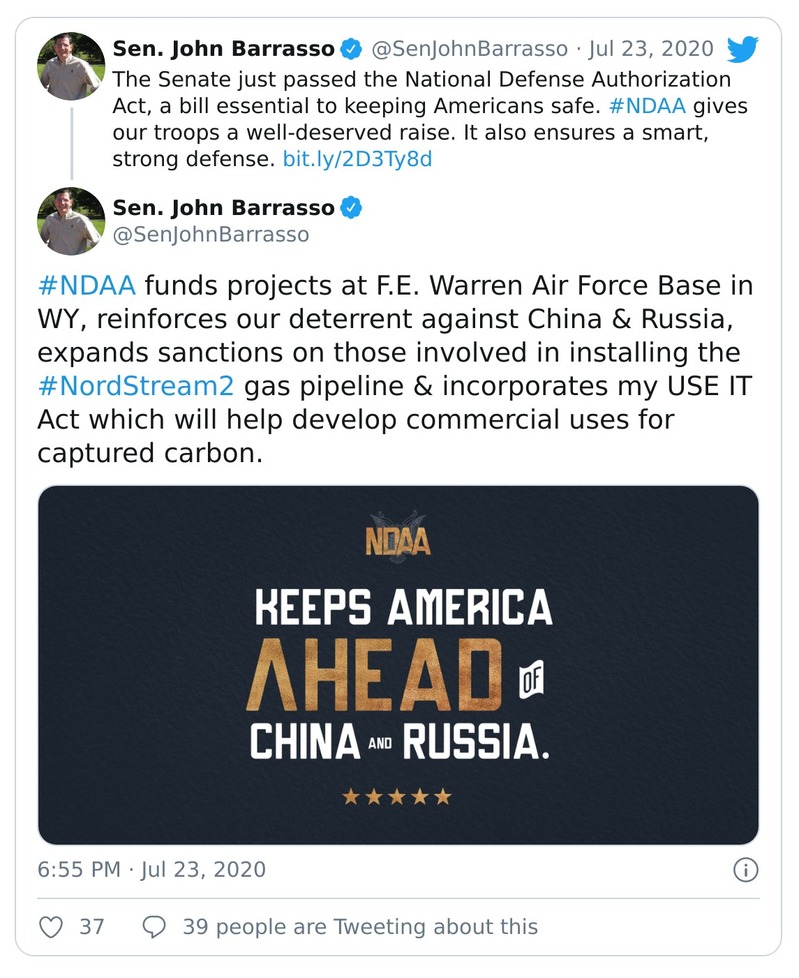 Sen. John Barrasso @SenJohnBarrasso · Jul 23, 2020
The Senate just passed the National Defense Authorization
Act, a bill essential to keeping Americans safe. #NDAA gives
our troops a well-deserved raise. It also ensures a smart,
strong defense. bit.ly/2D3Ty8d
Sen. John Barrasso
@SenJohnBarrasso
#NDAA funds projects at F.E. Warren Air Force Base in
WY, reinforces our deterrent against China & Russia,
expands sanctions on those involved in installing the
#NordStream2 gas pipeline & incorporates my USE IT
Act which will help develop commercial uses for
captured carbon.
NDAA
KEEPS AMERICA
AHEAD OF
CHINA AND RUSSIA.
6:55 PM · Jul 23, 2020
37 39 people are Tweeting about this